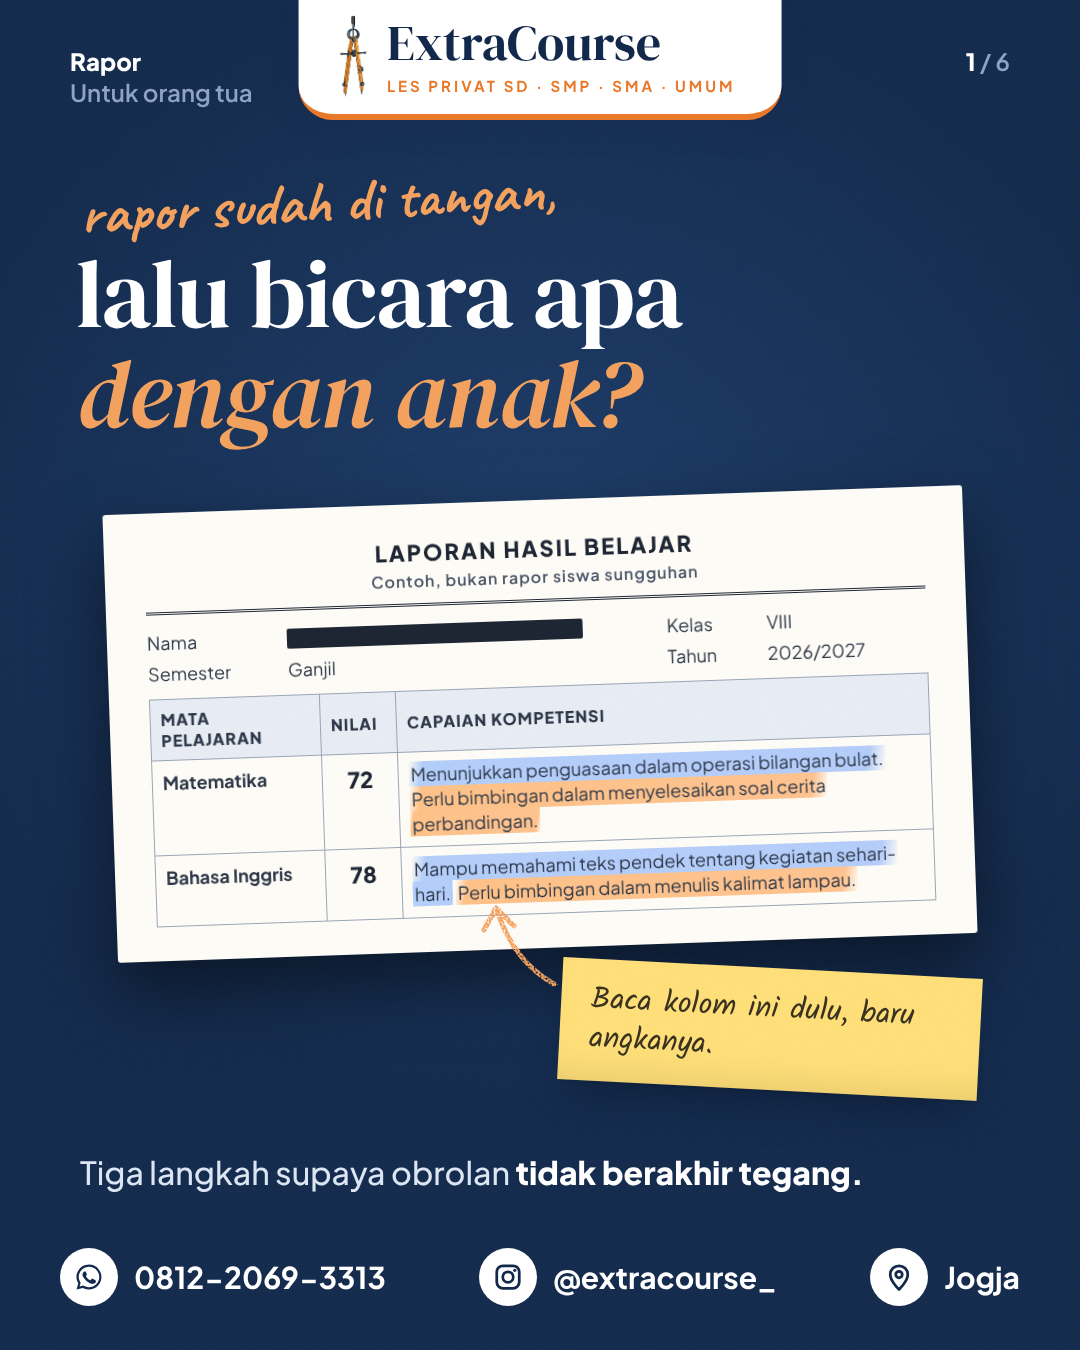 Rapor
Untuk orang tua
ExtraCourse
LES PRIVAT SD · SMP · SMA · UMUM
1 / 6
rapor sudah di tangan,
lalu bicara apa
dengan anak?
LAPORAN HASIL BELAJAR
Contoh, bukan rapor siswa sungguhan
Nama
Kelas VIII
Semester Ganjil
Tahun 2026/2027
MATA PELAJARAN NILAI CAPAIAN KOMPETENSI
Matematika 72 Menunjukkan penguasaan dalam operasi bilangan bulat.
Perlu bimbingan dalam menyelesaikan soal cerita
perbandingan.
Bahasa Inggris 78 Mampu memahami teks pendek tentang kegiatan sehari-
hari. Perlu bimbingan dalam menulis kalimat lampau.
Baca kolom ini dulu, baru
angkanya.
Tiga langkah supaya obrolan tidak berakhir tegang.
0812-2069-3313
@extracourse_
Jogja